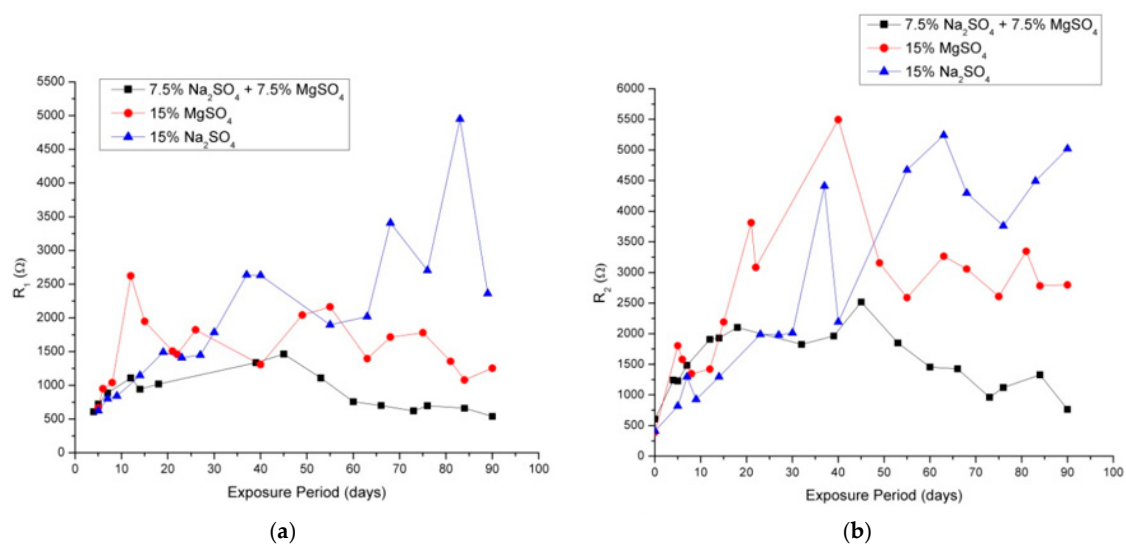 7.5% Na₂SO₄ + 7.5% MgSO₄
15% MgSO₄
15% Na₂SO₄
5500
5000
4500
4000
3500
3000
2500
2000
1500
1000
500
0
R₁ (Ω)
0 10 20 30 40 50 60 70 80 90 100
Exposure Period (days)
(a)
7.5% Na₂SO₄ + 7.5% MgSO₄
15% MgSO₄
15% Na₂SO₄
6000
5500
5000
4500
4000
3500
3000
2500
2000
1500
1000
500
0
R₂ (Ω)
0 10 20 30 40 50 60 70 80 90 100
Exposure Period (days)
(b)